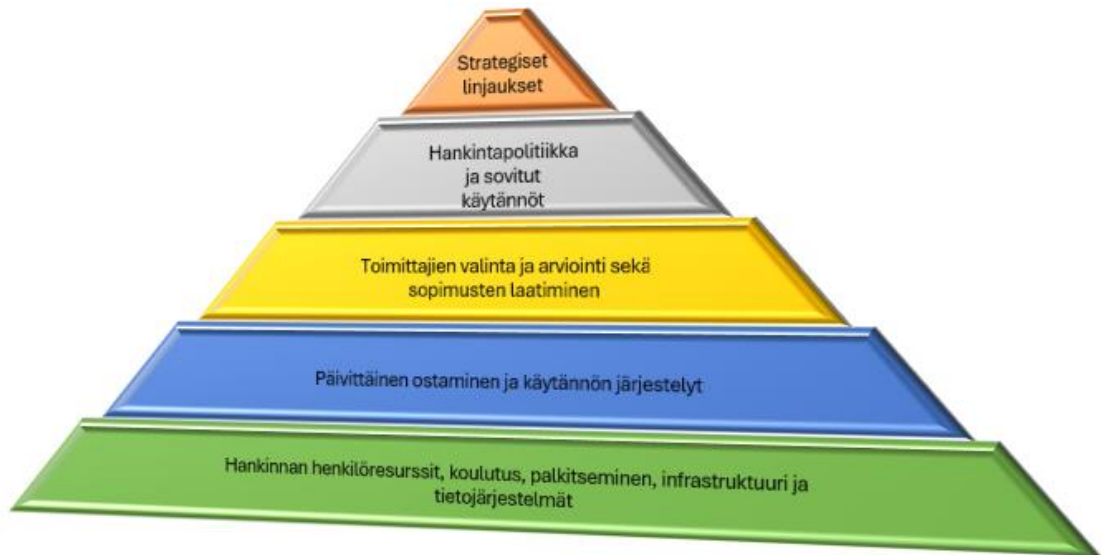 Strategiset
linjaukset
Hankintapolitiikka
ja sovitut
käytännöt
Toimittajien valinta ja arviointi sekä
sopimusten laatiminen
Päivittäinen ostaminen ja käytännön järjestelyt
Hankinnan henkilöresurssit, koulutus, palkitseminen, infrastruktuuri ja
tietojärjestelmät